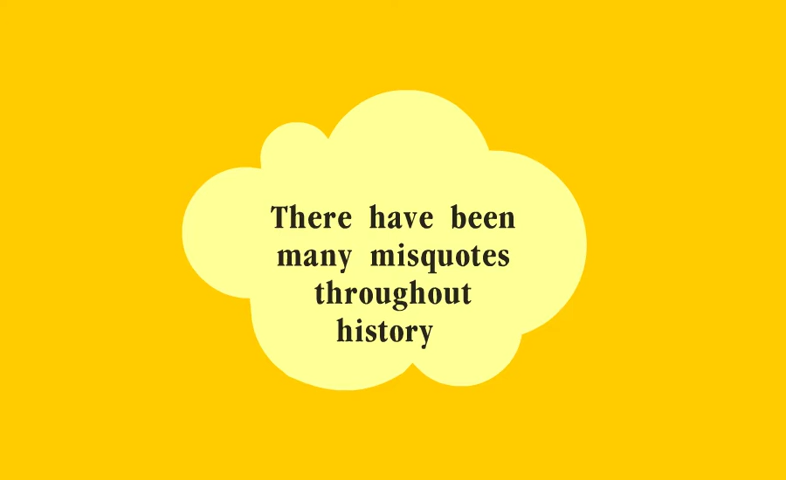 There have been
many misquotes
throughout
history